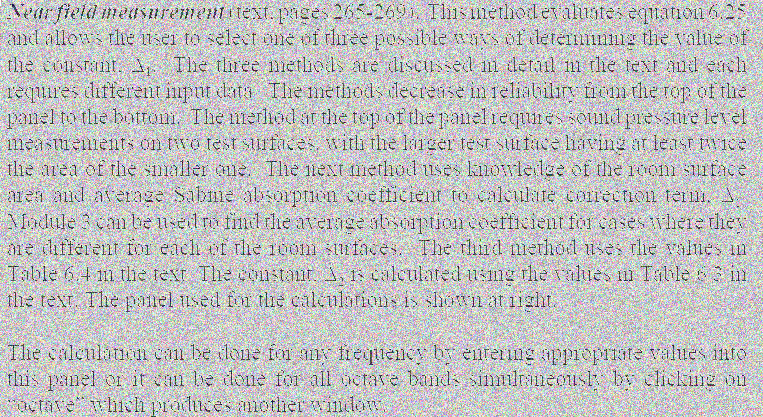 Near field measurement (text, pages 265-269). This method evaluates equation 6.25
and allows the user to select one of three possible ways of determining the value of
the constant, Δ₁. The three methods are discussed in detail in the text and each
requires different input data. The methods decrease in reliability from the top of the
panel to the bottom. The method at the top of the panel requires sound pressure level
measurements on two test surfaces, with the larger test surface having at least twice
the area of the smaller one. The next method uses knowledge of the room surface
area and average Sabine absorption coefficient to calculate correction term, Δ
Module 3 can be used to find the average absorption coefficient for cases where they
are different for each of the room surfaces. The third method uses the values in
Table 6.4 in the text. The constant, Δ₂ is calculated using the values in Table 6.3 in
the text. The panel used for the calculations is shown at right.
The calculation can be done for any frequency by entering appropriate values into
this panel or it can be done for all octave bands simultaneously by clicking on
"octave" which produces another window.